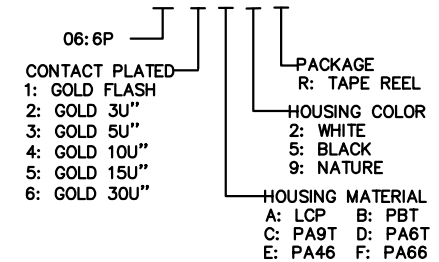 06:6P
CONTACT PLATED
1: GOLD FLASH
2: GOLD 3U”
3: GOLD 5U”
4: GOLD 10U”
5: GOLD 15U”
6: GOLD 30U”
PACKAGE
R: TAPE REEL
HOUSING COLOR
2: WHITE
5: BLACK
9: NATURE
HOUSING MATERIAL
A: LCP B: PBT
C: PA9T D: PA6T
E: PA46 F: PA66